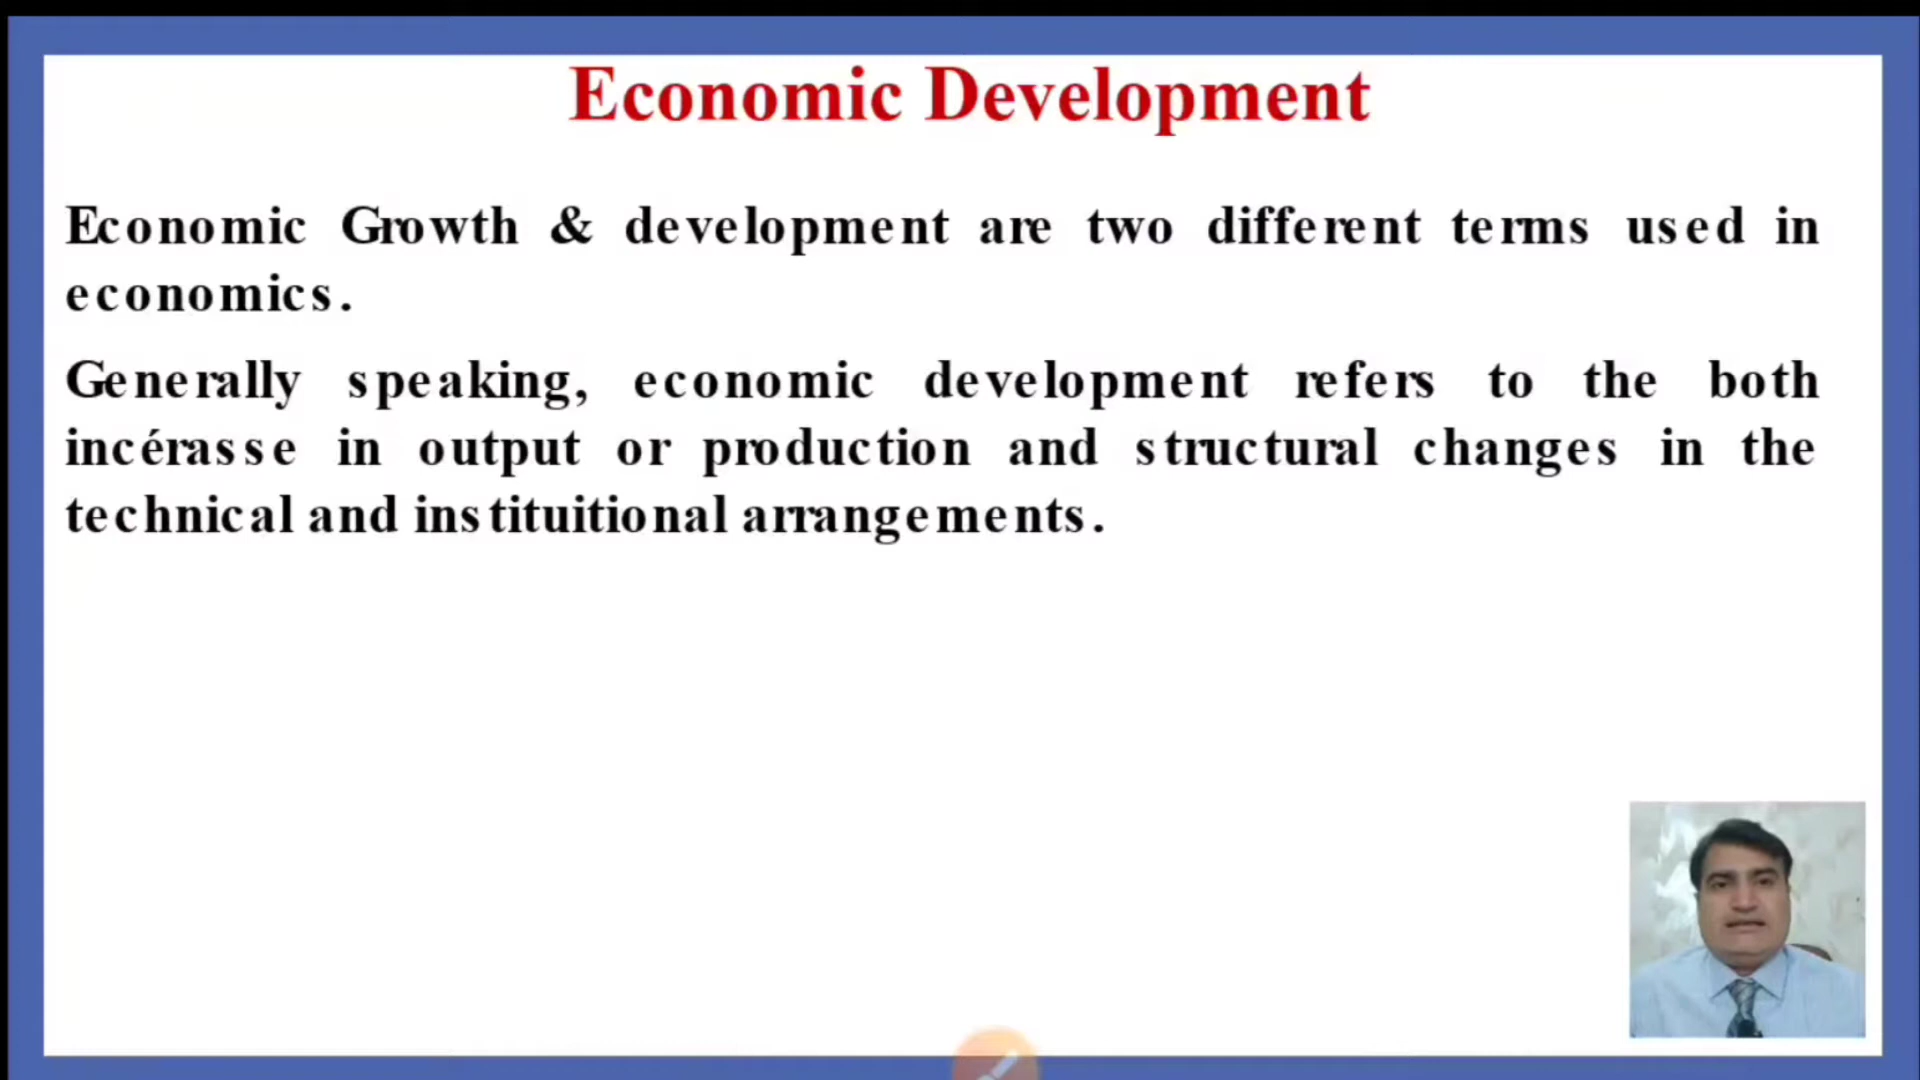 Economic Development
Economic Growth & development are two different terms used in
economics.
Generally speaking, economic development refers to the both
incérasse in output or production and structural changes in the
technical and instituitional arrangements.